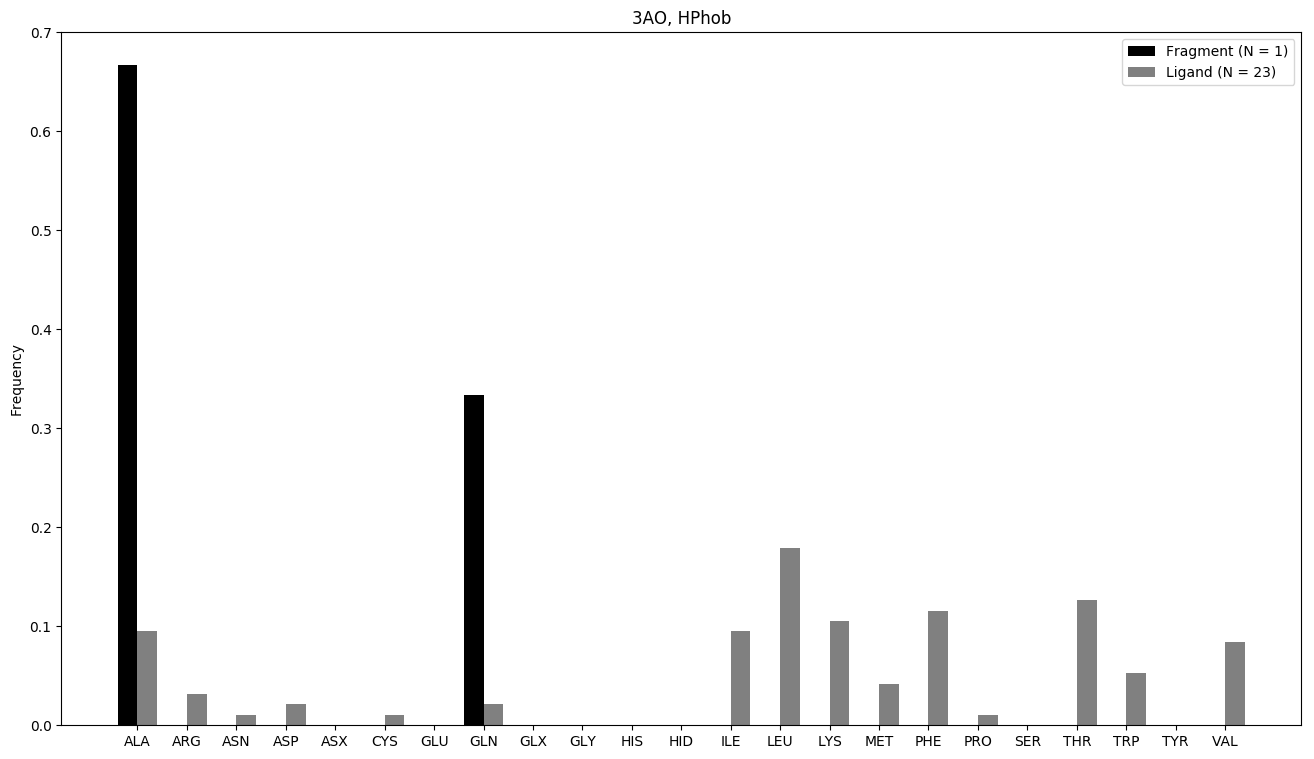 3AO, HPhob
Fragment (N = 1)
Ligand (N = 23)
Frequency
0.7
0.6
0.5
0.4
0.3
0.2
0.1
0.0
ALA ARG ASN ASP ASX CYS GLU GLN GLX GLY HIS HID ILE LEU LYS MET PHE PRO SER THR TRP TYR VAL